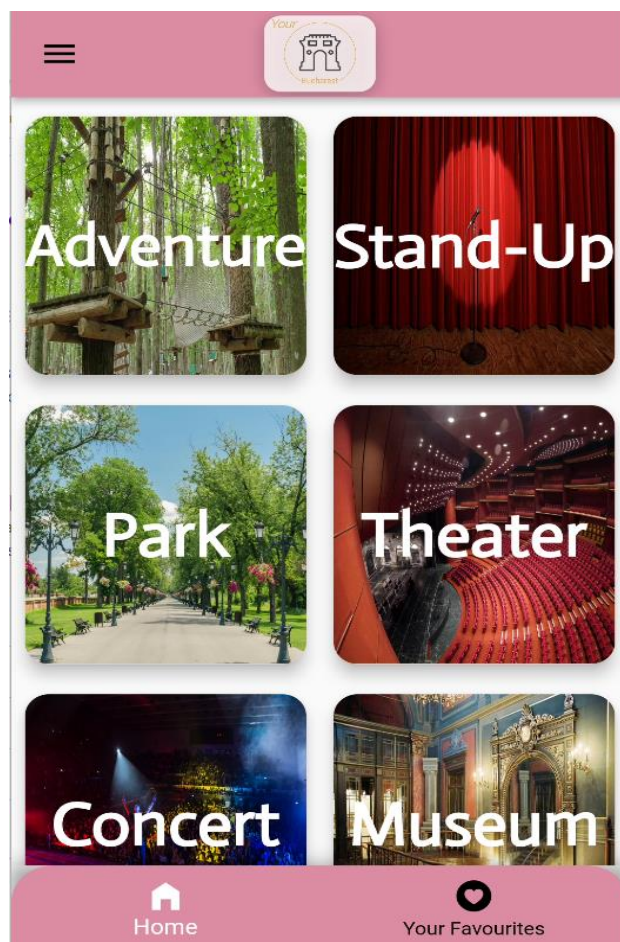 Your
Bucharest
Adventure
Stand-Up
Park
Theater
Concert
Museum
Home
Your Favourites